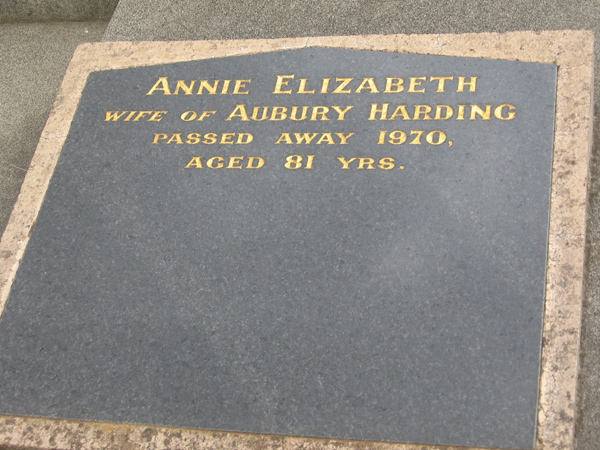 ANNIE ELIZABETH
WIFE OF AUBURY HARDING
PASSED AWAY 1970,
AGED 81 YRS.